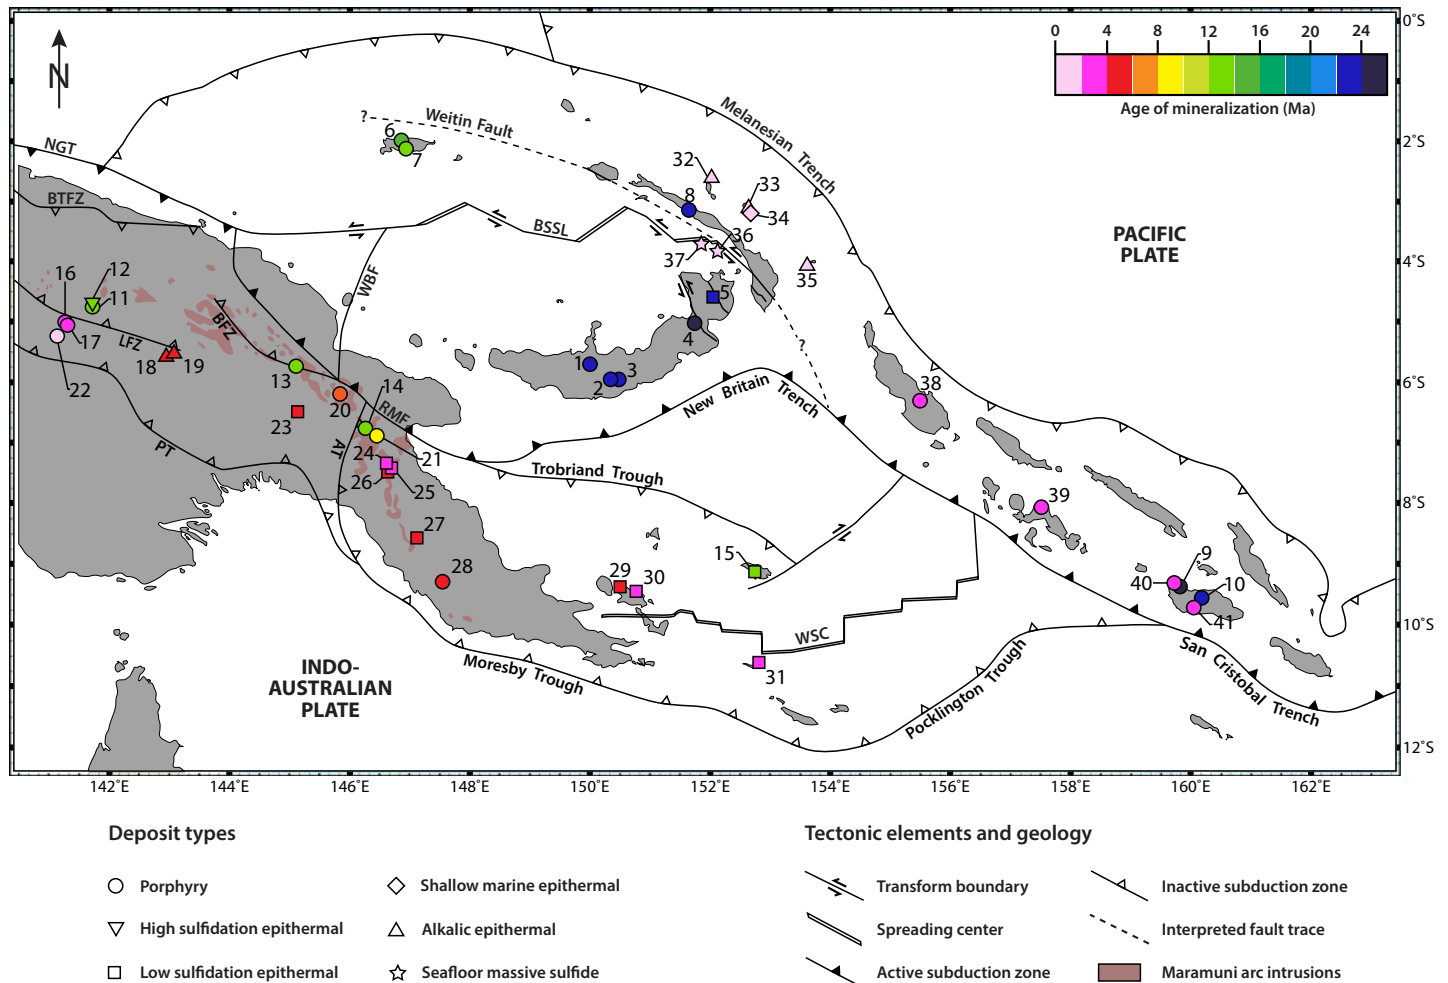 0 4 8 12 16 20 24
Age of mineralization (Ma)
0°S
2°S
4°S
6°S
8°S
10°S
12°S
142°E 144°E 146°E 148°E 150°E 152°E 154°E 156°E 158°E 160°E 162°E
N
NGT
BTFZ
Weitin Fault
?
Melanesian Trench
BSSL
WBF
BFZ
LFZ
PT
AT
RMF
New Britain Trench
?
Trobriand Trough
WSC
Moresby Trough
Pocklington Trough
San Cristobal Trench
PACIFIC
PLATE
INDO-
AUSTRALIAN
PLATE
1
2
3
4
5
6
7
8
9
10
11
12
13
14
15
16
17
18
19
20
21
22
23
24
25
26
27
28
29
30
31
32
33
34
35
36
37
38
39
40
41
Deposit types
Porphyry
High sulfidation epithermal
Low sulfidation epithermal
Shallow marine epithermal
Alkalic epithermal
Seafloor massive sulfide
Tectonic elements and geology
Transform boundary
Spreading center
Active subduction zone
Inactive subduction zone
Interpreted fault trace
Maramuni arc intrusions